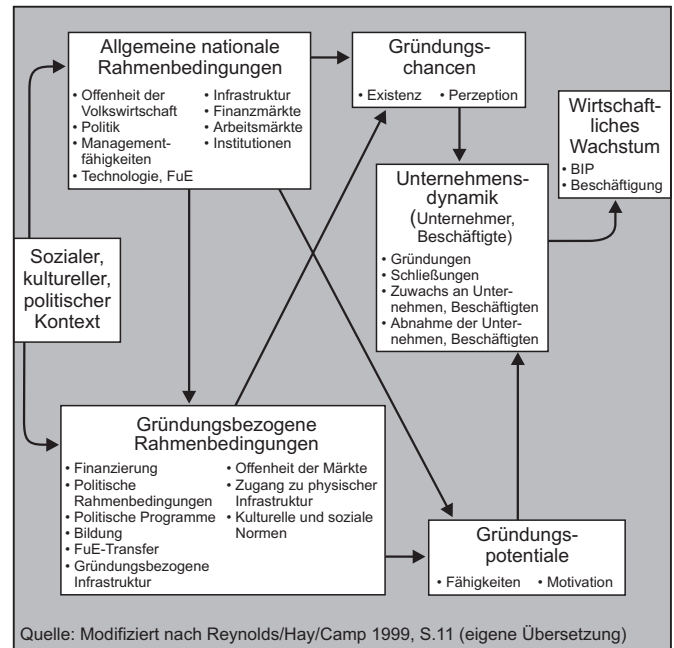 Allgemeine nationale
Rahmenbedingungen
• Offenheit der
Volkswirtschaft
• Politik
• Management-
fähigkeiten
• Technologie, FuE
• Infrastruktur
• Finanzmärkte
• Arbeitsmärkte
• Institutionen
Gründungs-
chancen
• Existenz • Perzeption
Wirtschaft-
liches
Wachstum
• BIP
• Beschäftigung
Unternehmens-
dynamik
(Unternehmer,
Beschäftigte)
• Gründungen
• Schließungen
• Zuwachs an Unter-
nehmen, Beschäftigten
• Abnahme der Unter-
nehmen, Beschäftigten
Sozialer,
kultureller,
politischer
Kontext
Gründungsbezogene
Rahmenbedingungen
• Finanzierung
• Politische
Rahmenbedingungen
• Politische Programme
• Bildung
• FuE-Transfer
• Gründungsbezogene
Infrastruktur
• Offenheit der Märkte
• Zugang zu physischer
Infrastruktur
• Kulturelle und soziale
Normen
Gründungs-
potentiale
• Fähigkeiten • Motivation
Quelle: Modifiziert nach Reynolds/Hay/Camp 1999, S.11 (eigene Übersetzung)